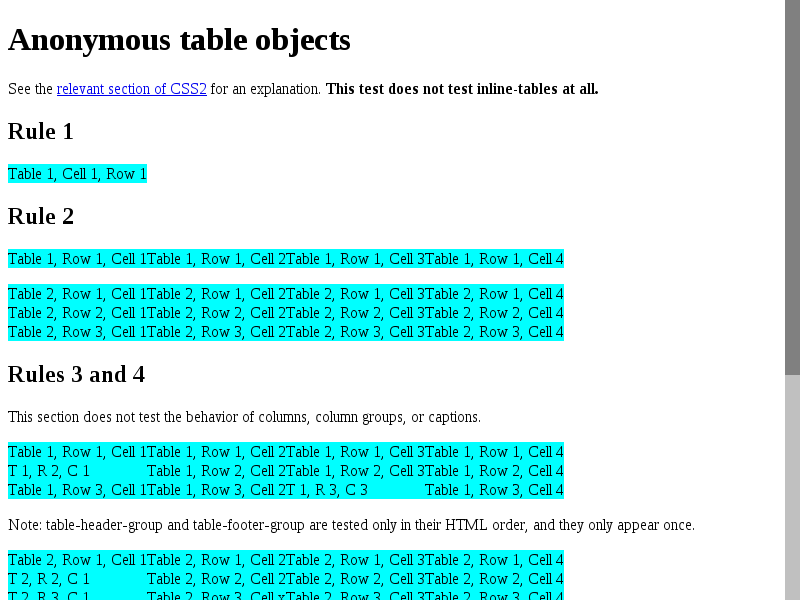 Anonymous table objects
See the relevant section of CSS2 for an explanation. This test does not test inline-tables at all.
Rule 1
Table 1, Cell 1, Row 1
Rule 2
Table 1, Row 1, Cell 1Table 1, Row 1, Cell 2Table 1, Row 1, Cell 3Table 1, Row 1, Cell 4
Table 2, Row 1, Cell 1Table 2, Row 1, Cell 2Table 2, Row 1, Cell 3Table 2, Row 1, Cell 4
Table 2, Row 2, Cell 1Table 2, Row 2, Cell 2Table 2, Row 2, Cell 3Table 2, Row 2, Cell 4
Table 2, Row 3, Cell 1Table 2, Row 3, Cell 2Table 2, Row 3, Cell 3Table 2, Row 3, Cell 4
Rules 3 and 4
This section does not test the behavior of columns, column groups, or captions.
Table 1, Row 1, Cell 1Table 1, Row 1, Cell 2Table 1, Row 1, Cell 3Table 1, Row 1, Cell 4
T 1, R 2, C 1 Table 1, Row 2, Cell 2Table 1, Row 2, Cell 3Table 1, Row 2, Cell 4
Table 1, Row 3, Cell 1Table 1, Row 3, Cell 2T 1, R 3, C 3 Table 1, Row 3, Cell 4
Note: table-header-group and table-footer-group are tested only in their HTML order, and they only appear once.
Table 2, Row 1, Cell 1Table 2, Row 1, Cell 2Table 2, Row 1, Cell 3Table 2, Row 1, Cell 4
T 2, R 2, C 1 Table 2, Row 2, Cell 2Table 2, Row 2, Cell 3Table 2, Row 2, Cell 4
T 2, R 3, C 1 Table 2, Row 3, Cell xTable 2, Row 3, Cell 3Table 2, Row 3, Cell 4